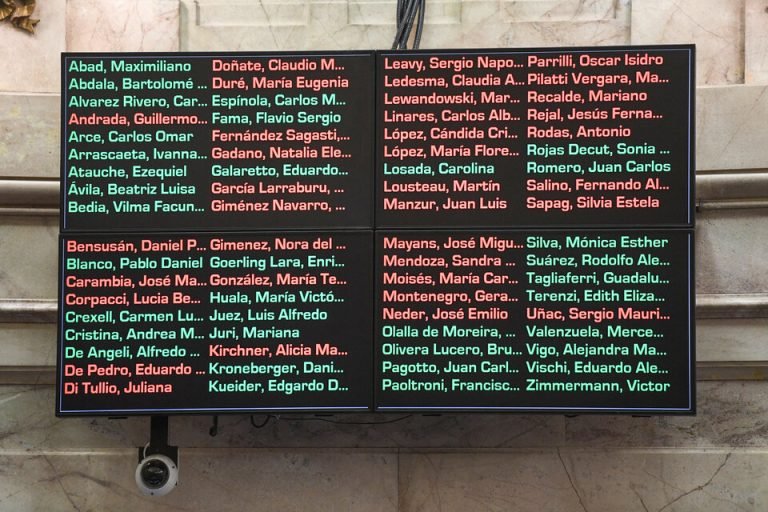 Abad, Maximiliano
Abdala, Bartolomé ...
Alvarez Rivero, Car...
Andrada, Guillermo...
Arce, Carlos Omar
Arrascaeta, Ivanna...
Atauche, Ezequiel
Ávila, Beatriz Luisa
Bedia, Vilma Facun...
Doñate, Claudio M...
Duré, María Eugenia
Espínola, Carlos M...
Fama, Flavio Sergio
Fernández Sagasti,...
Gadano, Natalia Ele...
Galaretto, Eduardo...
García Larraburu, ...
Giménez Navarro, ...
Leavy, Sergio Napo...
Ledesma, Claudia A...
Lewandowski, Mar...
Linares, Carlos Alb...
López, Cándida Cri...
López, María Flore...
Losada, Carolina
Lousteau, Martín
Manzur, Juan Luis
Parrilli, Oscar Isidro
Pilatti Vergara, Ma...
Recalde, Mariano
Rejal, Jesús Ferna...
Rodas, Antonio
Rojas Decut, Sonia ...
Romero, Juan Carlos
Salino, Fernando Al...
Sapag, Silvia Estela
Bensusán, Daniel P...
Blanco, Pablo Daniel
Carambia, José Ma...
Corpacci, Lucia Be...
Crexell, Carmen Lu...
Cristina, Andrea M...
De Angeli, Alfredo ...
De Pedro, Eduardo ...
Di Tullio, Juliana
Gimenez, Nora del ...
Goerling Lara, Enri...
González, María Te...
Huala, María Victó...
Juez, Luis Alfredo
Juri, Mariana
Kirchner, Alicia Ma...
Kroneberger, Dani...
Kueider, Edgardo D...
Mayans, José Migu...
Mendoza, Sandra ...
Moisés, María Car...
Montenegro, Gera...
Neder, José Emilio
Olalla de Moreira, ...
Olivera Lucero, Bru...
Pagotto, Juan Carl...
Paoltroni, Francisc...
Silva, Mónica Esther
Suárez, Rodolfo Ale...
Tagliaferri, Guadalu...
Terenzi, Edith Eliza...
Uñac, Sergio Mauri...
Valenzuela, Merce...
Vigo, Alejandra Ma...
Vischi, Eduardo Ale...
Zimmermann, Victor